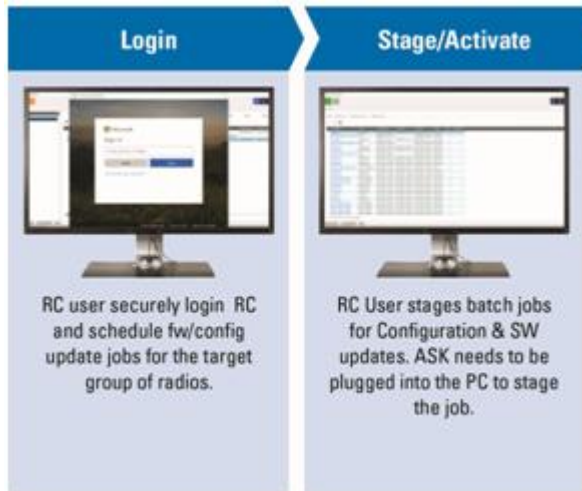 Login
Stage/Activate
RC user securely login RC
and schedule fw/config
update jobs for the target
group of radios.
RC User stages batch jobs
for Configuration & SW
updates. ASK needs to be
plugged into the PC to stage
the job.